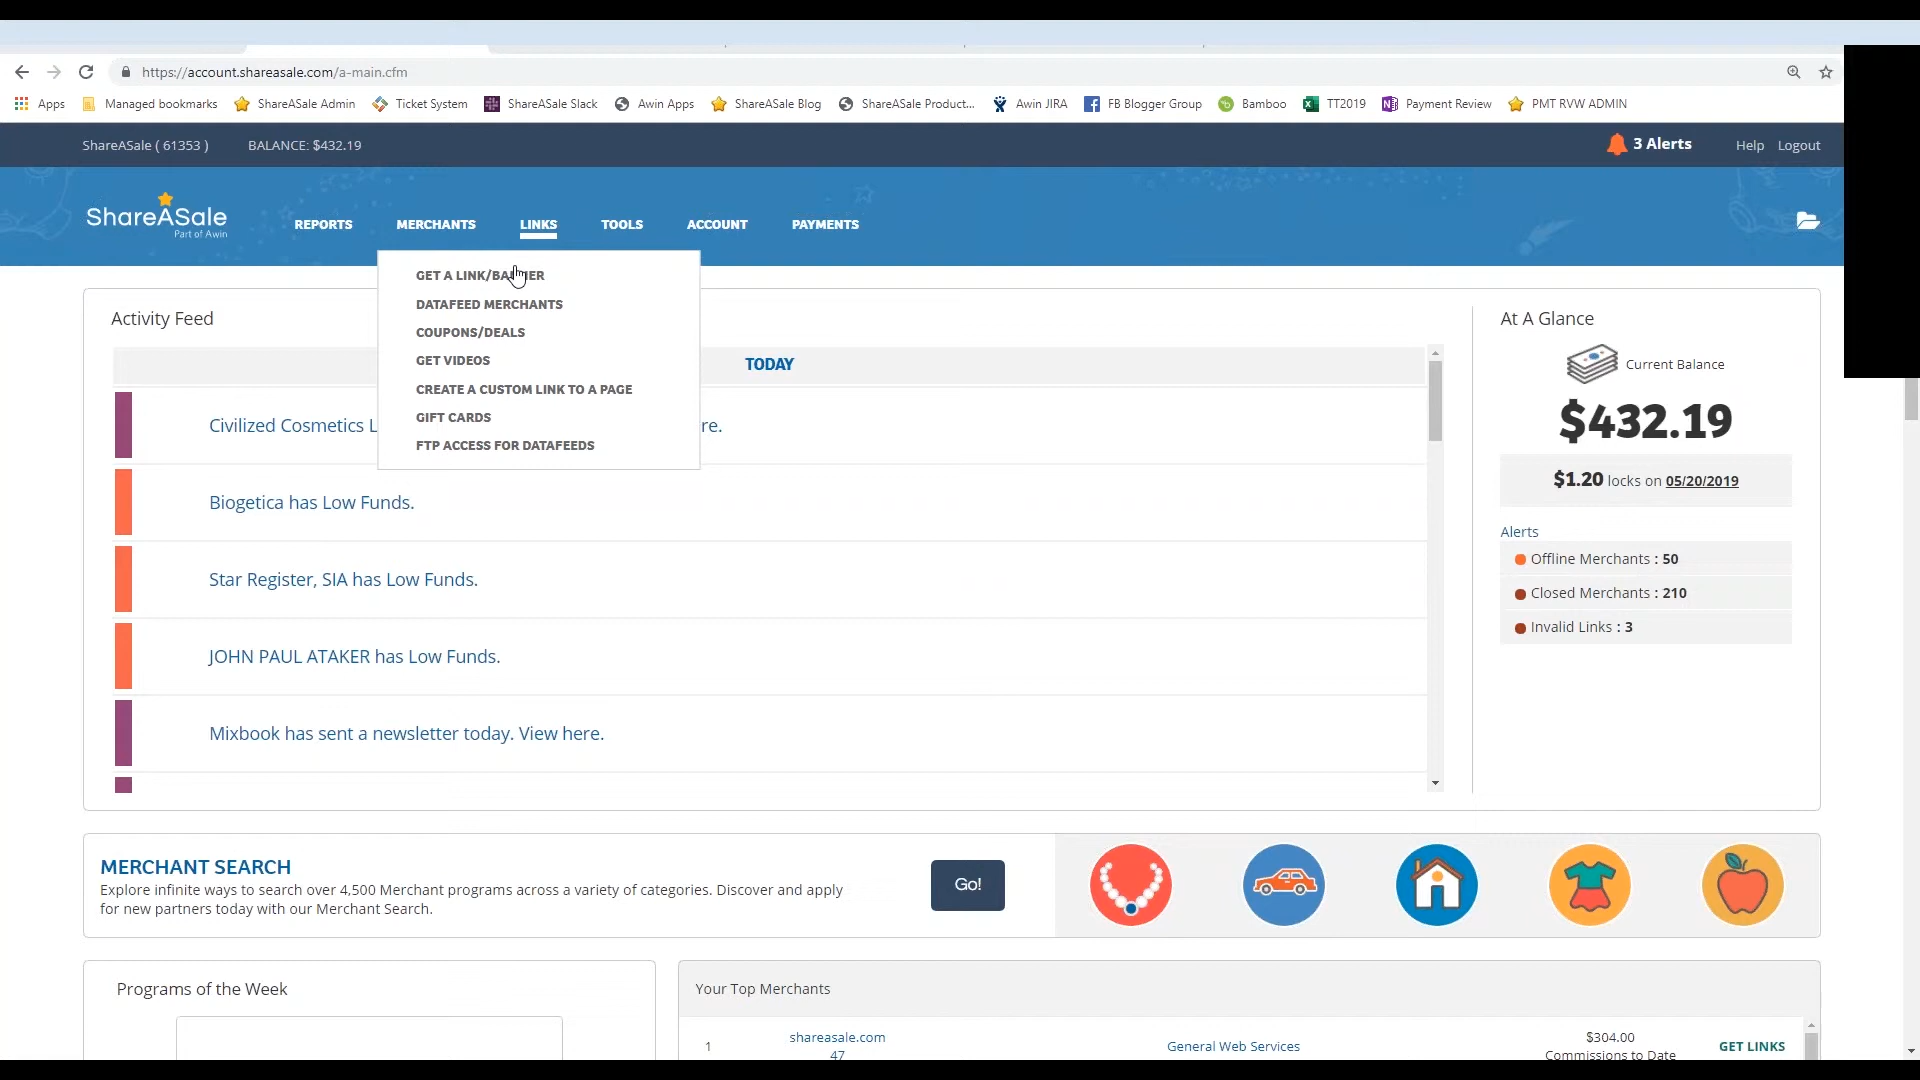 https://account.shareasale.com/a-main.cfm
Apps Managed bookmarks ShareASale Admin Ticket System ShareASale Slack Awin Apps ShareASale Blog ShareASale Product... Awin JIRA FB Blogger Group Bamboo TT2019 Payment Review PMT RVW ADMIN
ShareASale ( 61353 ) BALANCE: $432.19 3 Alerts Help Logout
ShareASale
Part of Awin
REPORTS MERCHANTS LINKS TOOLS ACCOUNT PAYMENTS
GET A LINK/BANNER
DATAFEED MERCHANTS
COUPONS/DEALS
GET VIDEOS
CREATE A CUSTOM LINK TO A PAGE
GIFT CARDS
FTP ACCESS FOR DATAFEEDS
Activity Feed
TODAY
Civilized Cosmetics L re.
Biogetica has Low Funds.
Star Register, SIA has Low Funds.
JOHN PAUL ATAKER has Low Funds.
Mixbook has sent a newsletter today. View here.
At A Glance
Current Balance
$432.19
$1.20 locks on 05/20/2019
Alerts
Offline Merchants : 50
Closed Merchants : 210
Invalid Links : 3
MERCHANT SEARCH
Explore infinite ways to search over 4,500 Merchant programs across a variety of categories. Discover and apply
for new partners today with our Merchant Search.
Go!
Programs of the Week
Your Top Merchants
1 shareasale.com General Web Services $304.00 GET LINKS
47 Commissions to Date